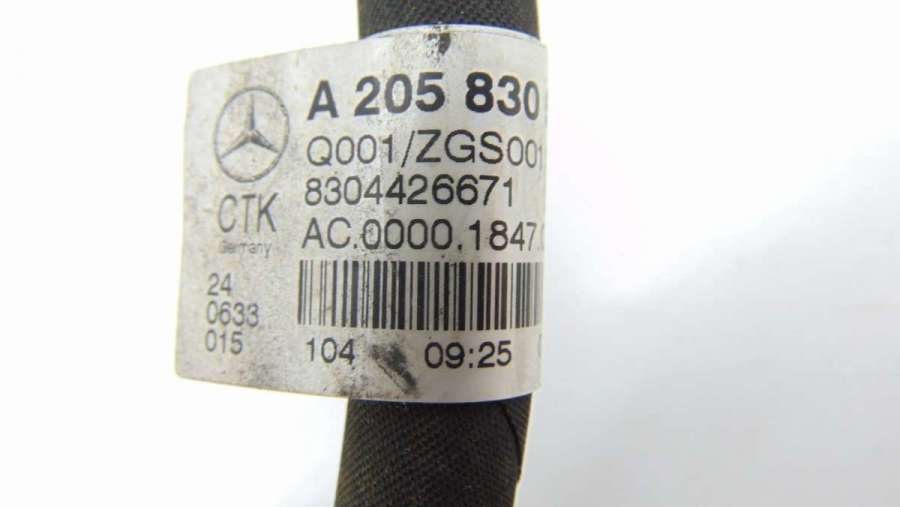 A 205 830
Q001/ZGS001
8304426671
AC.0000.1847.
CTK
Germany
24
0633
015
104 09:25